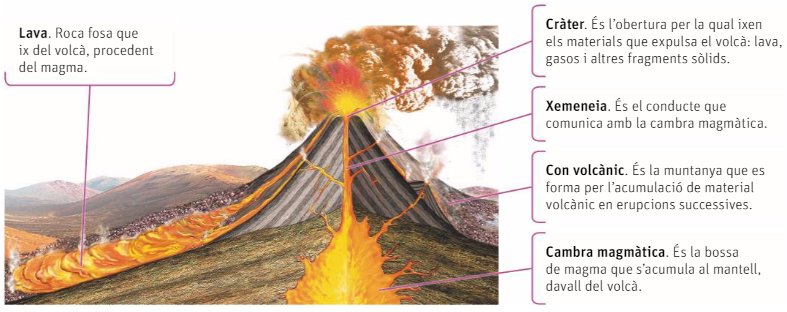 Lava. Roca fosa que
ix del volcà, procedent
del magma.
Cràter. És l’obertura per la qual ixen
els materials que expulsa el volcà: lava,
gasos i altres fragments sòlids.
Xemeneia. És el conducte que
comunica amb la cambra magmàtica.
Con volcànic. És la muntanya que es
forma per l’acumulació de material
volcànic en erupcions successives.
Cambra magmàtica. És la bossa
de magma que s’acumula al mantell,
davall del volcà.